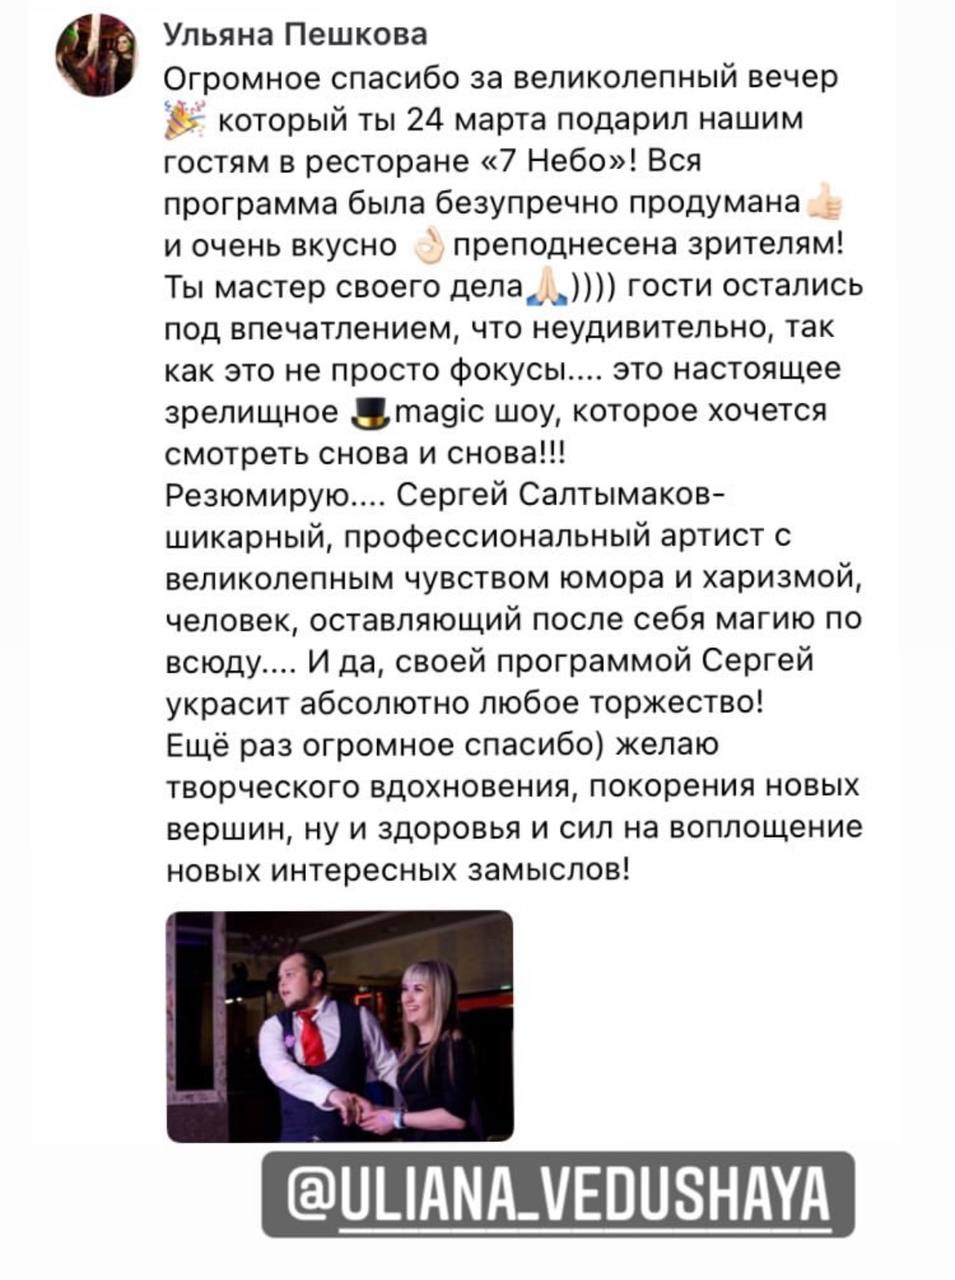 Ульяна Пешкова
Огромное спасибо за великолепный вечер
🎉 который ты 24 марта подарил нашим
гостям в ресторане «7 Небо»! Вся
программа была безупречно продумана👍🏻
и очень вкусно 👌🏻преподнесена зрителям!
Ты мастер своего дела🙏🏻)))) гости остались
под впечатлением, что неудивительно, так
как это не просто фокусы.... это настоящее
зрелищное 🎩magic шоу, которое хочется
смотреть снова и снова!!!
Резюмирую.... Сергей Салтымаков-
шикарный, профессиональный артист с
великолепным чувством юмора и харизмой,
человек, оставляющий после себя магию по
всюду.... И да, своей программой Сергей
украсит абсолютно любое торжество!
Ещё раз огромное спасибо) желаю
творческого вдохновения, покорения новых
вершин, ну и здоровья и сил на воплощение
новых интересных замыслов!
@ULIANA_VEDUSHAYA